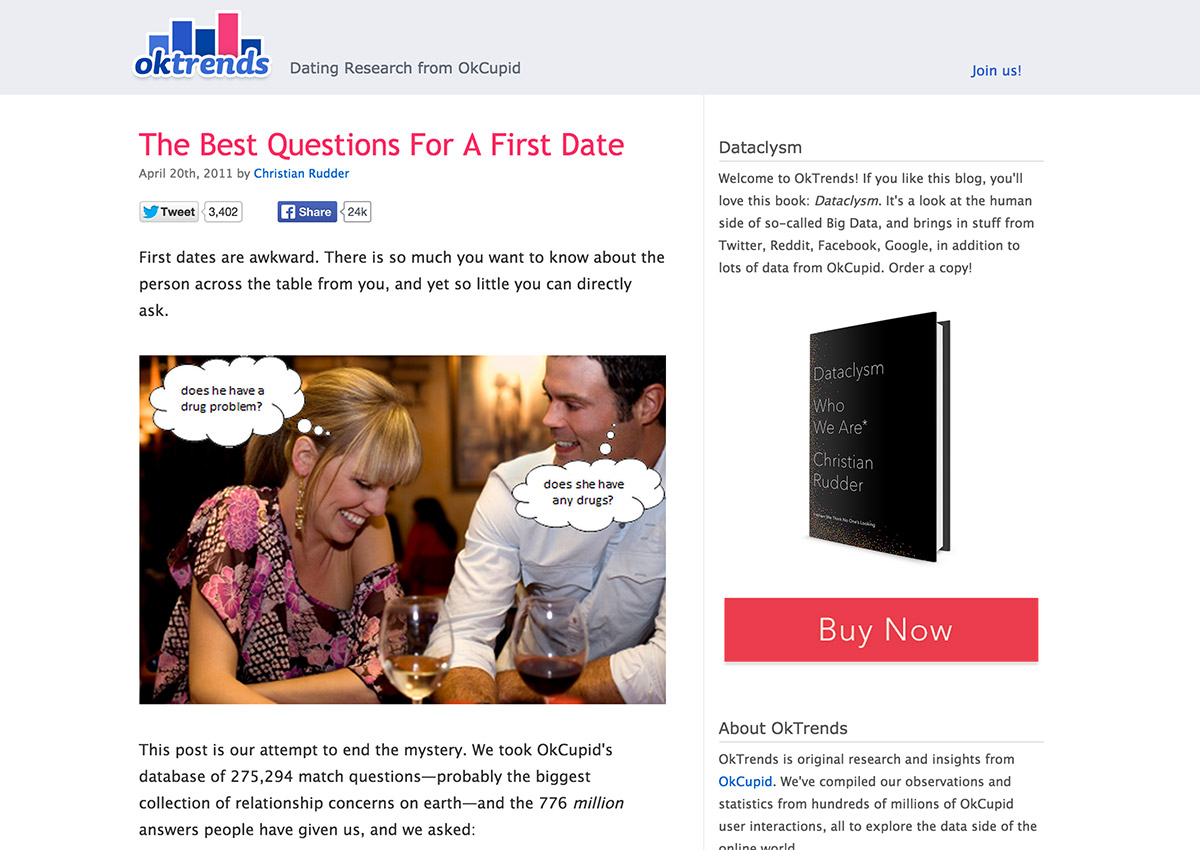 oktrends
Dating Research from OkCupid
Join us!
The Best Questions For A First Date
April 20th, 2011 by Christian Rudder
Tweet 3,402 Share 24k
First dates are awkward. There is so much you want to know about the
person across the table from you, and yet so little you can directly
ask.
does he have a
drug problem?
does she have
any drugs?
This post is our attempt to end the mystery. We took OkCupid's
database of 275,294 match questions—probably the biggest
collection of relationship concerns on earth—and the 776 million
answers people have given us, and we asked:
Dataclysm
Welcome to OkTrends! If you like this blog, you'll
love this book: Dataclysm. It's a look at the human
side of so-called Big Data, and brings in stuff from
Twitter, Reddit, Facebook, Google, in addition to
lots of data from OkCupid. Order a copy!
Dataclysm
Who
We Are*
Christian
Rudder
We Think No One's Looking
Buy Now
About OkTrends
OkTrends is original research and insights from
OkCupid. We've compiled our observations and
statistics from hundreds of millions of OkCupid
user interactions, all to explore the data side of the
online world